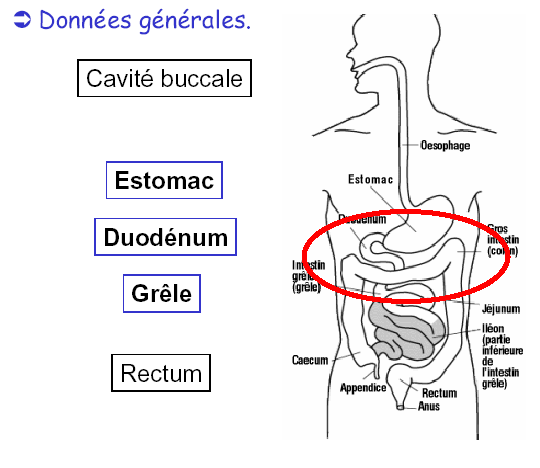 ➲ Données générales.
Cavité buccale
Estomac
Duodénum
Grêle
Rectum
Oesophage
Estomac
Duodénum
Gros
intestin
(colon)
Intestin
grêle
(grêle)
Jéjunum
Iléon
(partie
inférieure
de
l'intestin
grêle)
Caecum
Appendice
Rectum
Anus